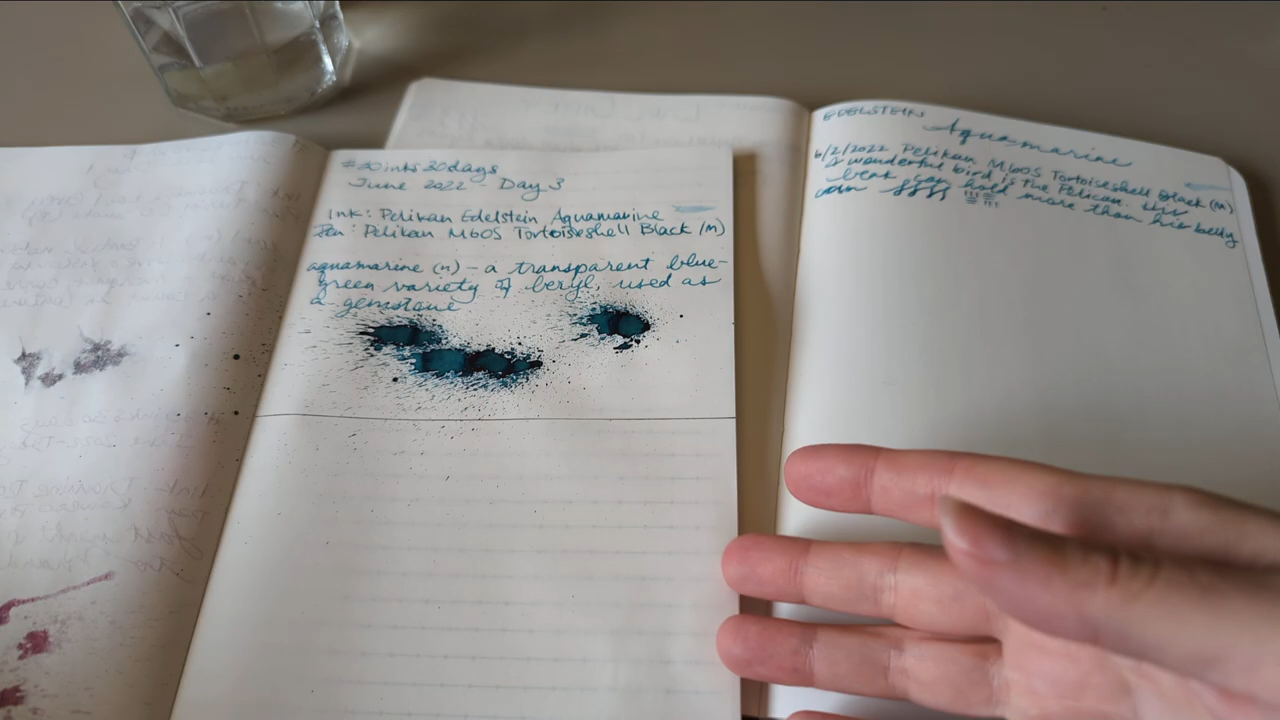 #30inks30days
June 2022 - Day 3
Ink: Pelikan Edelstein Aquamarine
Pen: Pelikan M605 Tortoiseshell Black (M)
aquamarine (n) - a transparent blue-
green variety of beryl, used as
a gemstone
EDELSTEIN
Aquamarine
6/2/2022 Pelikan M605 Tortoiseshell Black (M)
A wonderful bird is the Pelican. His
beak can hold more than his belly
can